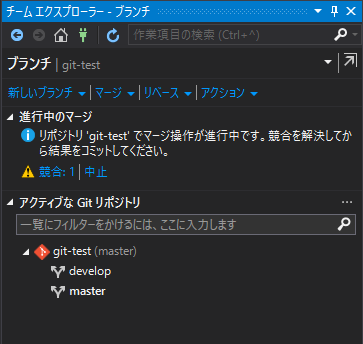 チーム エクスプローラー - ブランチ
作業項目の検索 (Ctrl+^)
ブランチ | git-test
新しいブランチ | マージ | リベース | アクション
進行中のマージ
リポジトリ 'git-test' でマージ操作が進行中です。競合を解決してか
ら結果をコミットしてください。
競合: 1 | 中止
アクティブな Git リポジトリ
一覧にフィルターをかけるには、ここに入力します
git-test (master)
develop
master